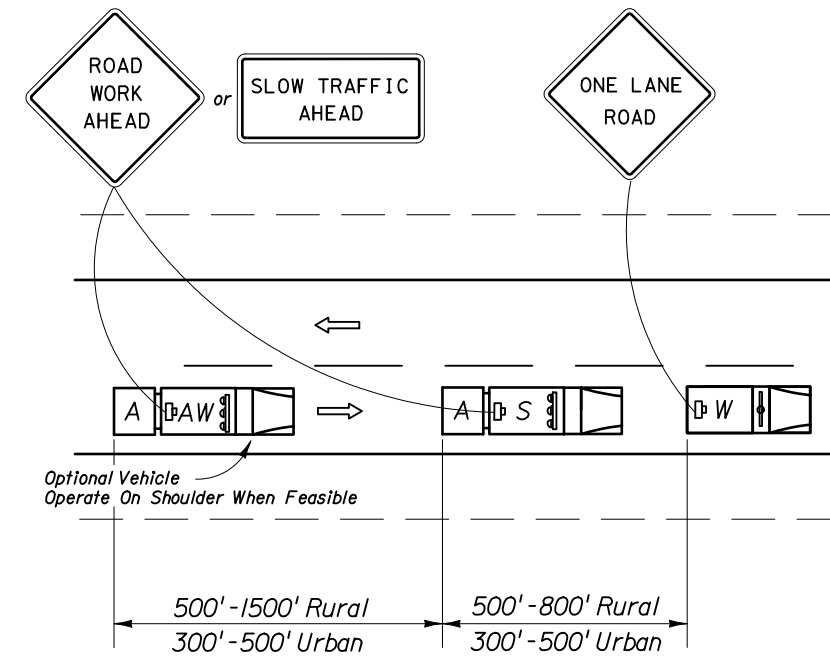 ROAD
WORK
AHEAD
or
SLOW TRAFFIC
AHEAD
ONE LANE
ROAD
A
AW
A
S
W
Optional Vehicle
Operate On Shoulder When Feasible
500'-1500' Rural
300'-500' Urban
500'-800' Rural
300'-500' Urban